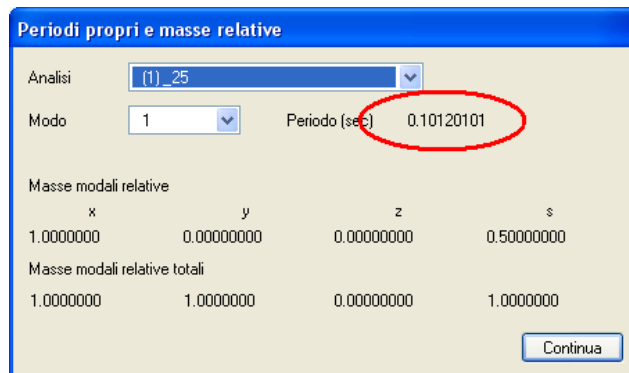 Periodi propri e masse relative
Analisi (1)_25
Modo 1 Periodo (sec) 0.10120101
Masse modali relative
x y z s
1.0000000 0.00000000 0.00000000 0.50000000
Masse modali relative totali
1.0000000 1.0000000 0.00000000 1.0000000
Continua